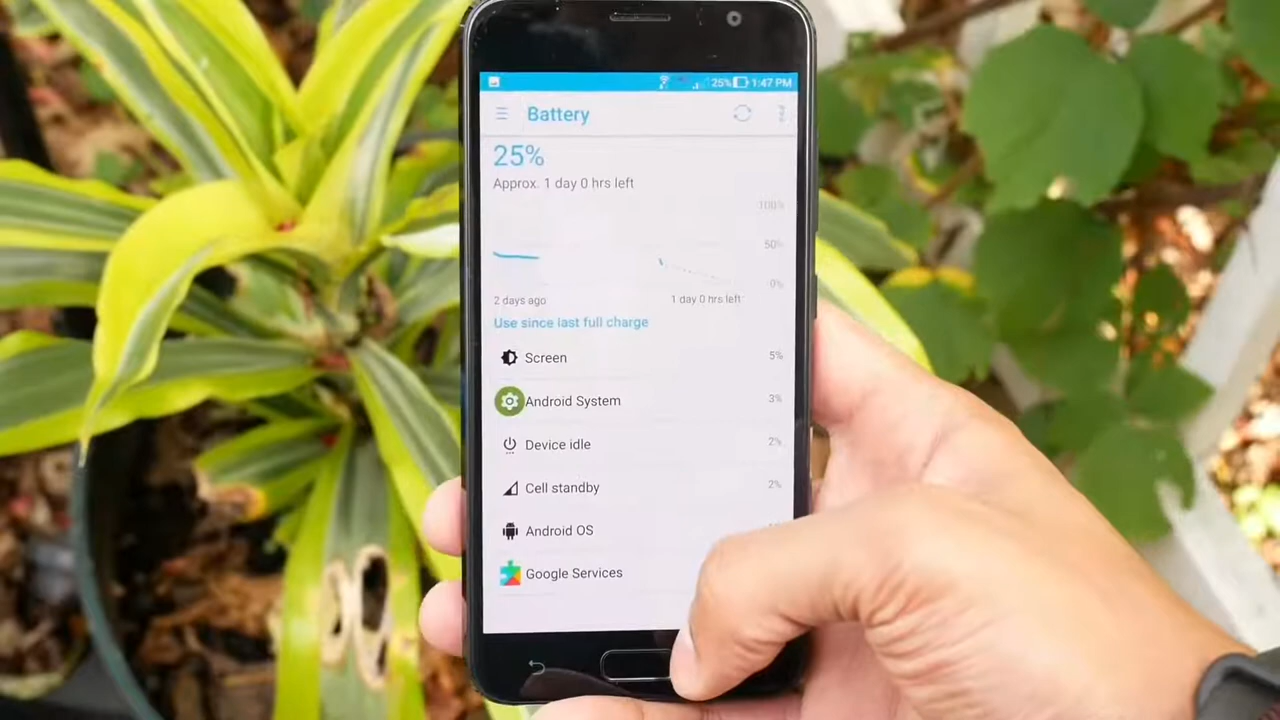 25% 1:47 PM
Battery
25%
Approx. 1 day 0 hrs left
100%
50%
0%
2 days ago 1 day 0 hrs left
Use since last full charge
Screen 5%
Android System 3%
Device idle 2%
Cell standby 2%
Android OS
Google Services